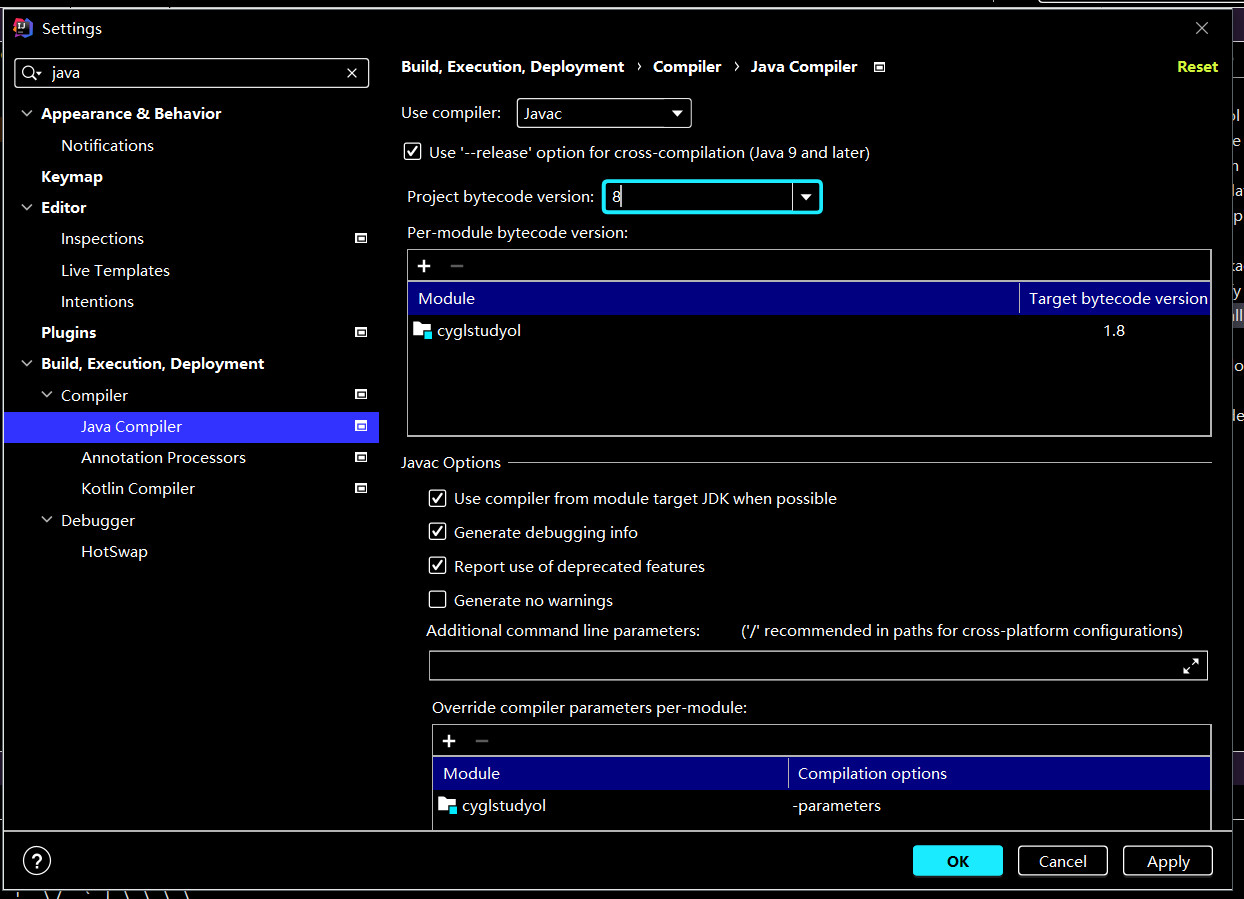 Settings
java
Appearance & Behavior
Notifications
Keymap
Editor
Inspections
Live Templates
Intentions
Plugins
Build, Execution, Deployment
Compiler
Java Compiler
Annotation Processors
Kotlin Compiler
Debugger
HotSwap
Build, Execution, Deployment › Compiler › Java Compiler
Reset
Use compiler: Javac
Use '--release' option for cross-compilation (Java 9 and later)
Project bytecode version: 8
Per-module bytecode version:
Module Target bytecode version
cyglstudyol 1.8
Javac Options
Use compiler from module target JDK when possible
Generate debugging info
Report use of deprecated features
Generate no warnings
Additional command line parameters: ('/' recommended in paths for cross-platform configurations)
Override compiler parameters per-module:
Module Compilation options
cyglstudyol -parameters
?
OK Cancel Apply